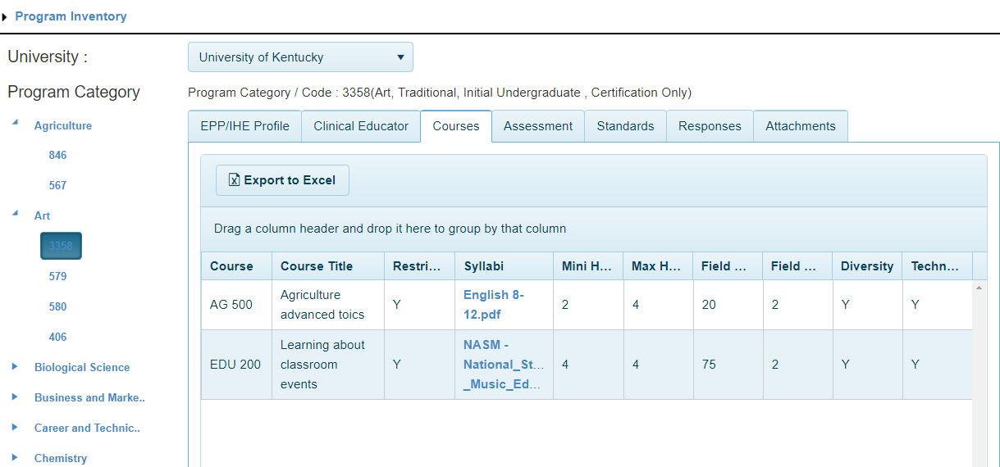 Program Inventory
University :
University of Kentucky
Program Category
Program Category / Code : 3358(Art, Traditional, Initial Undergraduate , Certification Only)
Agriculture
846
567
Art
3358
579
580
406
Biological Science
Business and Marke..
Career and Technic..
Chemistry
EPP/IHE Profile Clinical Educator Courses Assessment Standards Responses Attachments
Export to Excel
Drag a column header and drop it here to group by that column
Course Course Title Restri... Syllabi Mini H... Max H... Field ... Field ... Diversity Techn...
AG 500 Agriculture advanced toics Y English 8-12.pdf 2 4 20 2 Y Y
EDU 200 Learning about classroom events Y NASM - National_St... _Music_Ed... 4 4 75 2 Y Y